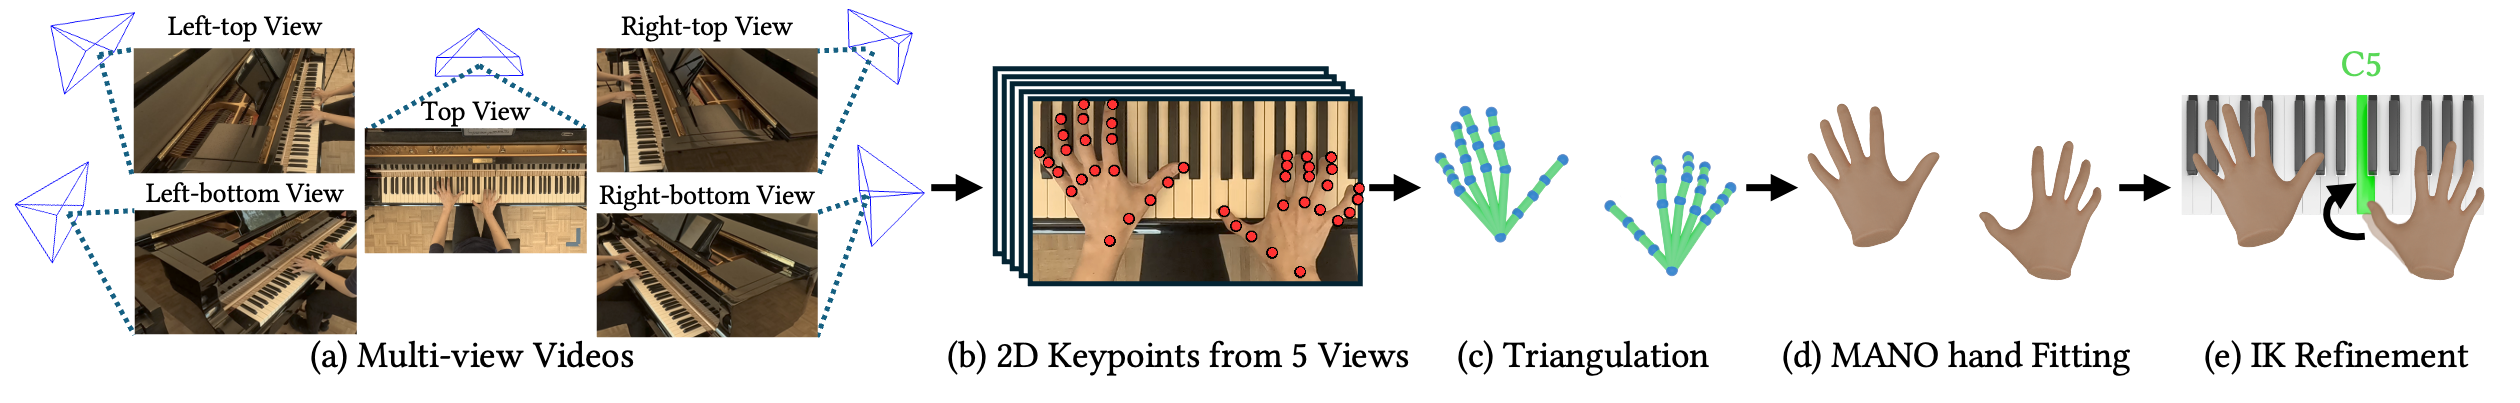 Left-top View
Right-top View
Top View
Left-bottom View
Right-bottom View
C5
(a) Multi-view Videos
(b) 2D Keypoints from 5 Views
(c) Triangulation
(d) MANO hand Fitting
(e) IK Refinement